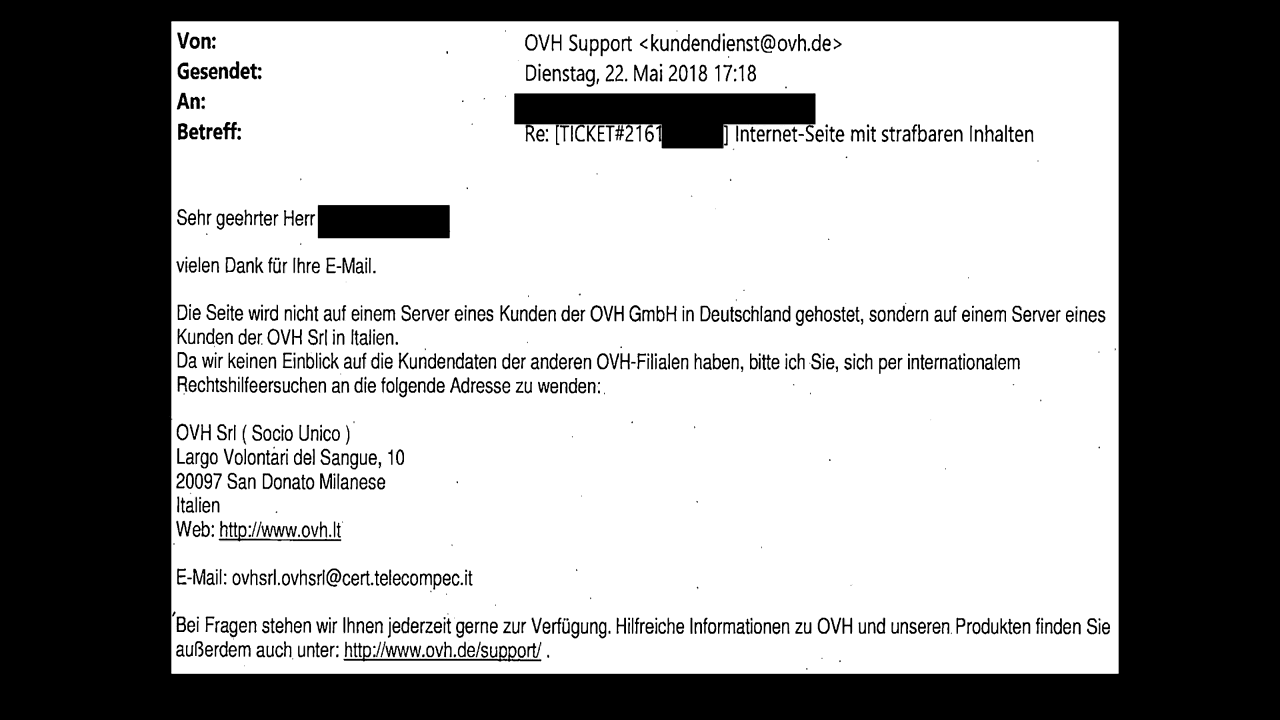 Von: OVH Support <kundendienst@ovh.de>
Gesendet: Dienstag, 22. Mai 2018 17:18
An:
Betreff: Re: [TICKET#2161 ] Internet-Seite mit strafbaren Inhalten
Sehr geehrter Herr
vielen Dank für Ihre E-Mail.
Die Seite wird nicht auf einem Server eines Kunden der OVH GmbH in Deutschland gehostet, sondern auf einem Server eines
Kunden der OVH Srl in Italien.
Da wir keinen Einblick auf die Kundendaten der anderen OVH-Filialen haben, bitte ich Sie, sich per internationalem
Rechtshilfeersuchen an die folgende Adresse zu wenden:
OVH Srl ( Socio Unico )
Largo Volontari del Sangue, 10
20097 San Donato Milanese
Italien
Web: http://www.ovh.lt
E-Mail: ovhsrl.ovhsrl@cert.telecompec.it
Bei Fragen stehen wir Ihnen jederzeit gerne zur Verfügung. Hilfreiche Informationen zu OVH und unseren Produkten finden Sie
außerdem auch unter: http://www.ovh.de/support/ .